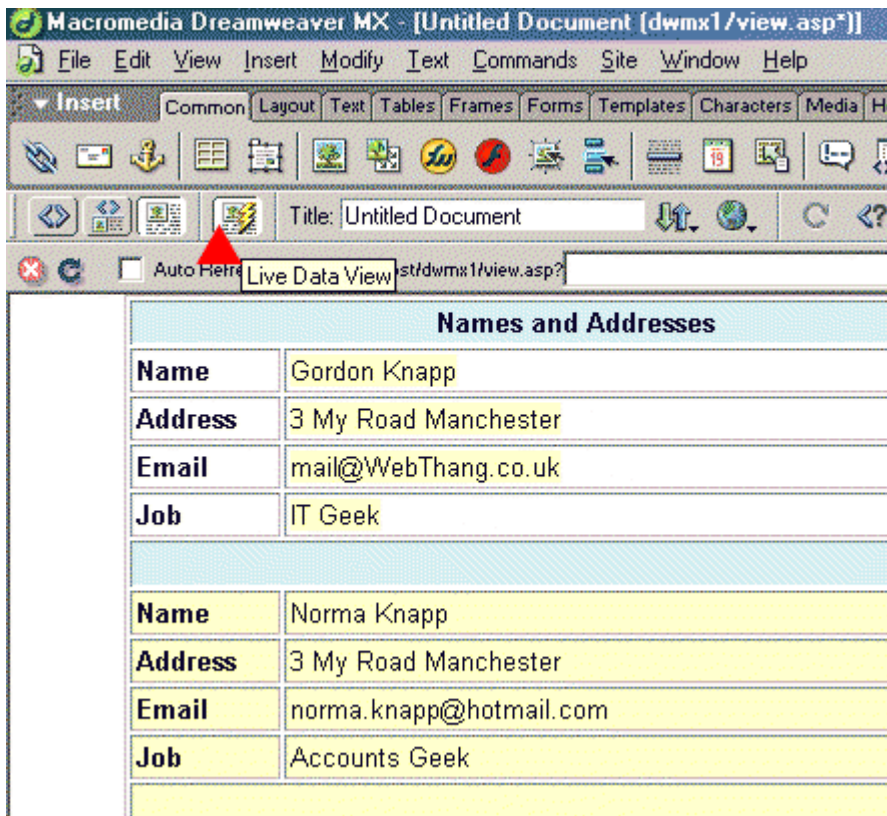 Macromedia Dreamweaver MX - [Untitled Document (dwmx1/view.asp*)]
File Edit View Insert Modify Text Commands Site Window Help
Insert Common Layout Text Tables Frames Forms Templates Characters Media H
Title: Untitled Document
Auto Refre st/dwmx1/view.asp?
Live Data View
Names and Addresses
Name Gordon Knapp
Address 3 My Road Manchester
Email mail@WebThang.co.uk
Job IT Geek
Name Norma Knapp
Address 3 My Road Manchester
Email norma.knapp@hotmail.com
Job Accounts Geek